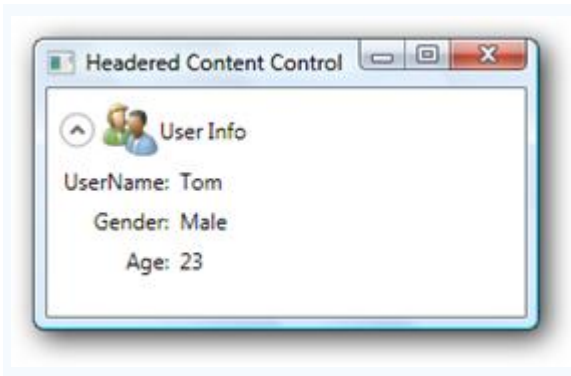 Headered Content Control
User Info
UserName: Tom
Gender: Male
Age: 23